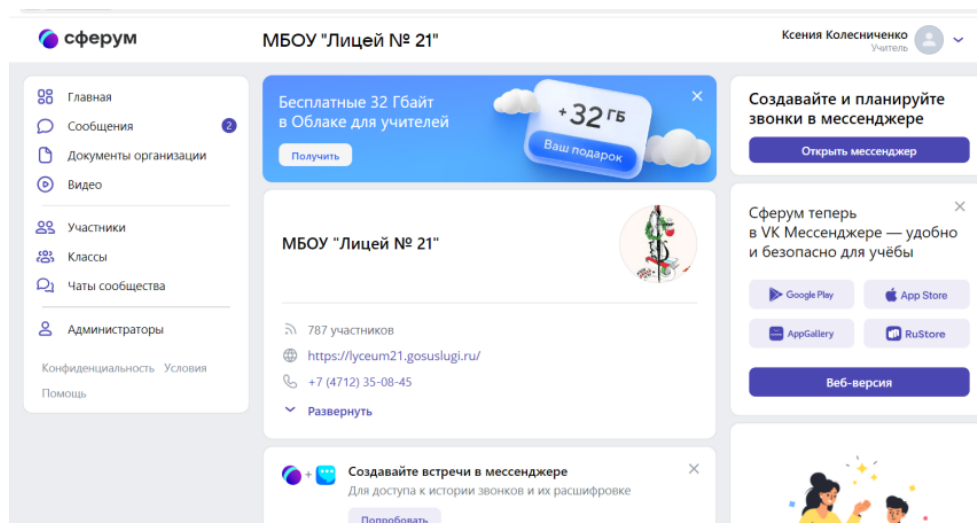 сферум
МБОУ "Лицей № 21"
Ксения Колесниченко
Учитель
Главная
Сообщения
2
Документы организации
Видео
Участники
Классы
Чаты сообщества
Администраторы
Конфиденциальность Условия
Помощь
Бесплатные 32 Гбайт
в Облаке для учителей
Получить
+32 ГБ
Ваш подарок
МБОУ "Лицей № 21"
787 участников
https://lyceum21.gosuslugi.ru/
+7 (4712) 35-08-45
Развернуть
Создавайте встречи в мессенджере
Для доступа к истории звонков и их расшифровке
Попробовать
Создавайте и планируйте
звонки в мессенджере
Открыть мессенджер
Сферум теперь
в VK Мессенджере — удобно
и безопасно для учёбы
Google Play
App Store
AppGallery
RuStore
Веб-версия